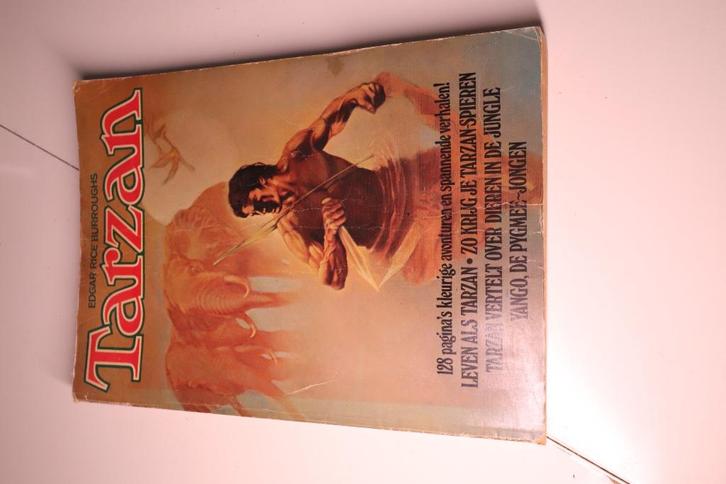 EDGAR RICE BURROUGHS
Tarzan
128 pagina's kleurige avonturen en spannende verhalen!
LEVEN ALS TARZAN • ZO KRIJG JE TARZAN-SPIEREN
TARZAN VERTELT OVER DIEREN IN DE JUNGLE
YANGO, DE PYGMEE-JONGEN